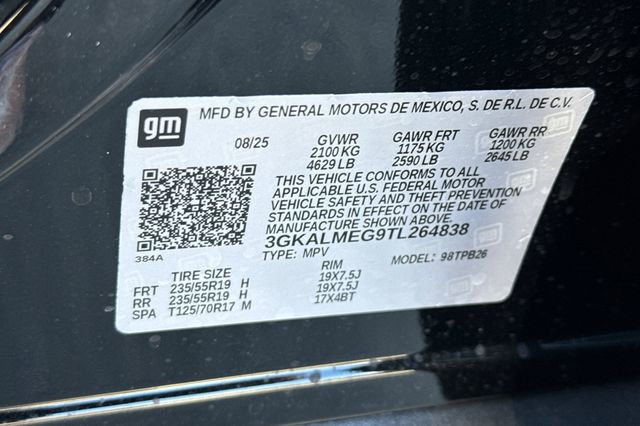 gm
MFD BY GENERAL MOTORS DE MEXICO, S. DE R.L. DE C.V.
08/25 GVWR GAWR FRT GAWR RR
2100 KG 1175 KG 1200 KG
4629 LB 2590 LB 2645 LB
THIS VEHICLE CONFORMS TO ALL
APPLICABLE U.S. FEDERAL MOTOR
VEHICLE SAFETY AND THEFT
PREVENTION STANDARDS IN EFFECT
ON THE DATE OF
MANUFACTURE SHOWN ABOVE.
3GKALMEG9TL264838
384A
TYPE: MPV MODEL: 98TPB26
TIRE SIZE RIM
FRT 235/55R19 H 19X7.5J
RR 235/55R19 H 19X7.5J
SPA T125/70R17 M 17X4BT